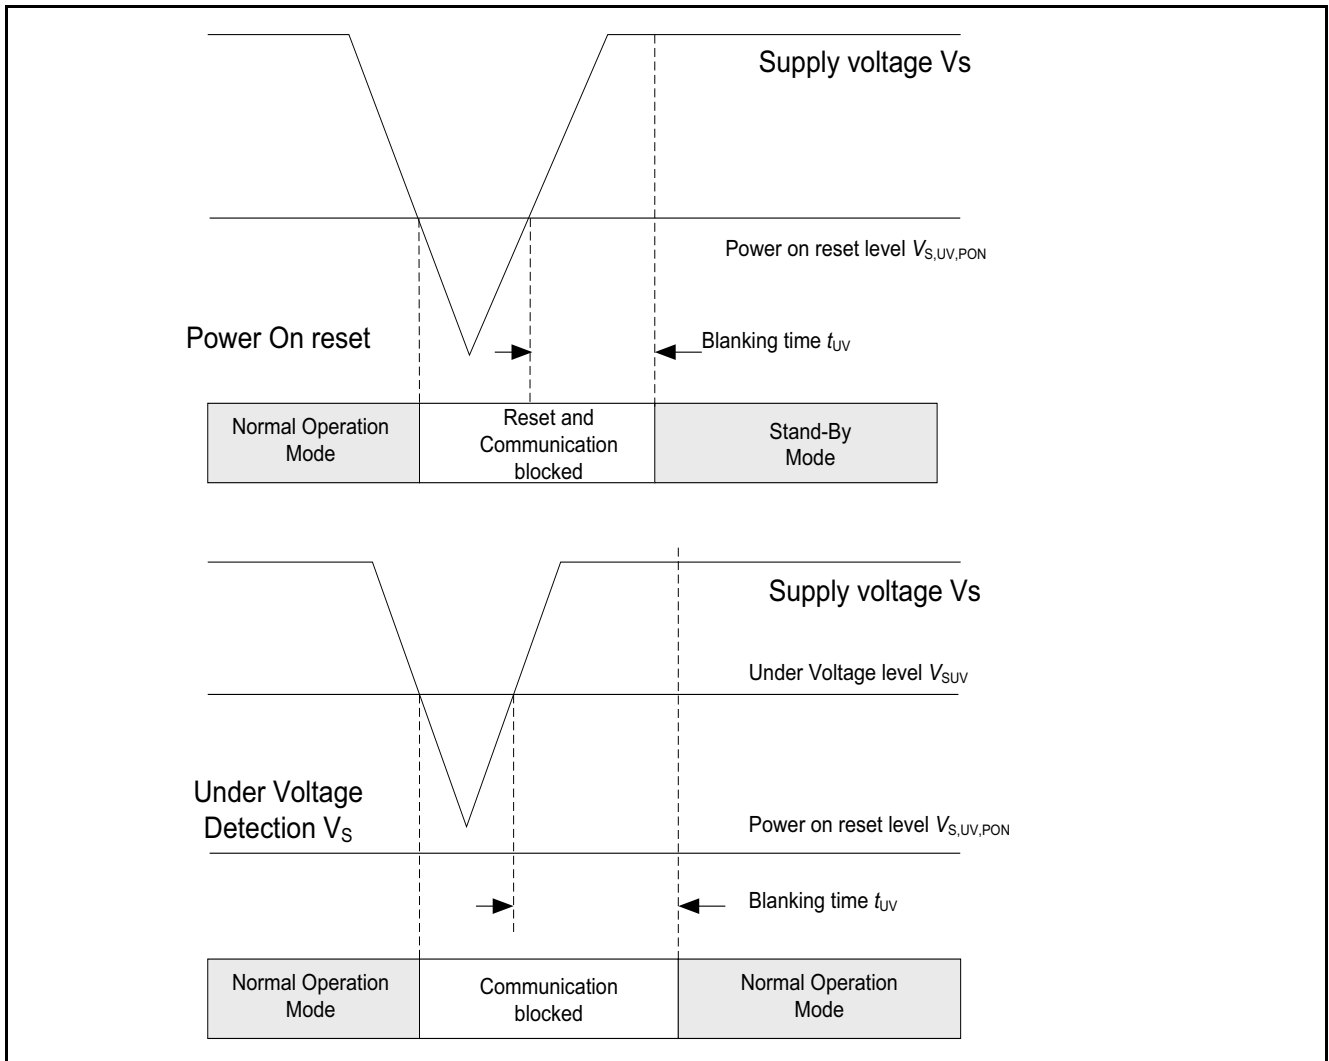 Supply voltage Vs
Power on reset level VS,UV,PON
Power On reset
Blanking time tUV
Normal Operation
Mode
Reset and
Communication
blocked
Stand-By
Mode
Supply voltage Vs
Under Voltage level VSUV
Under Voltage
Detection VS
Power on reset level VS,UV,PON
Blanking time tUV
Normal Operation
Mode
Communication
blocked
Normal Operation
Mode